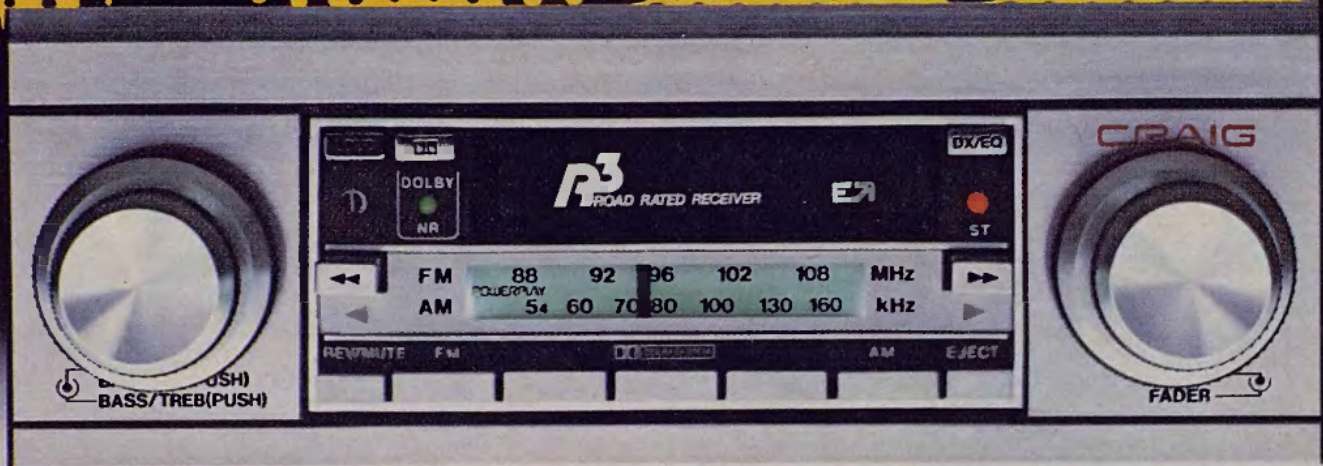 CRAIG
DX/EQ
DOLBY
NR
R3
ROAD RATED RECEIVER
ST
FM 88 92 96 102 108 MHz
POWERPLAY
AM 54 60 70 80 100 130 160 kHz
REW/MUTE FM AM EJECT
BASS/TREB(PUSH)
FADER